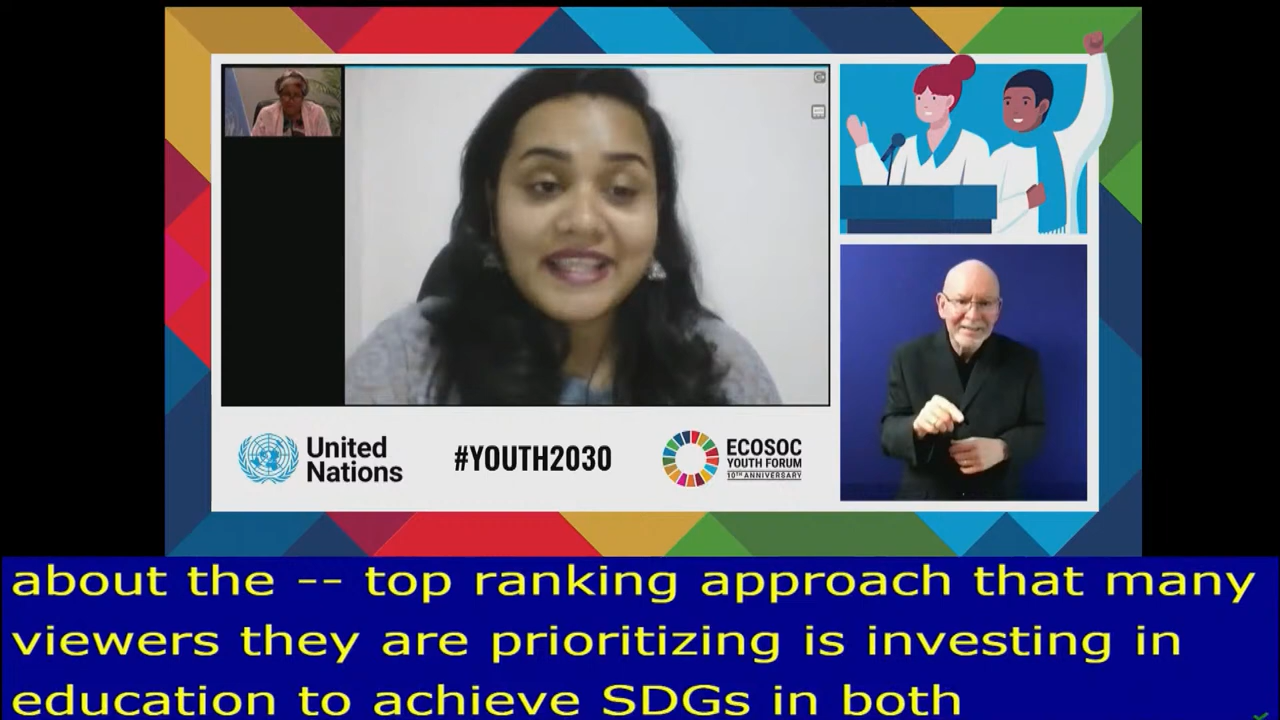 United
Nations
#YOUTH2030
ECOSOC
YOUTH FORUM
10TH ANNIVERSARY
about the -- top ranking approach that many
viewers they are prioritizing is investing in
education to achieve SDGs in both